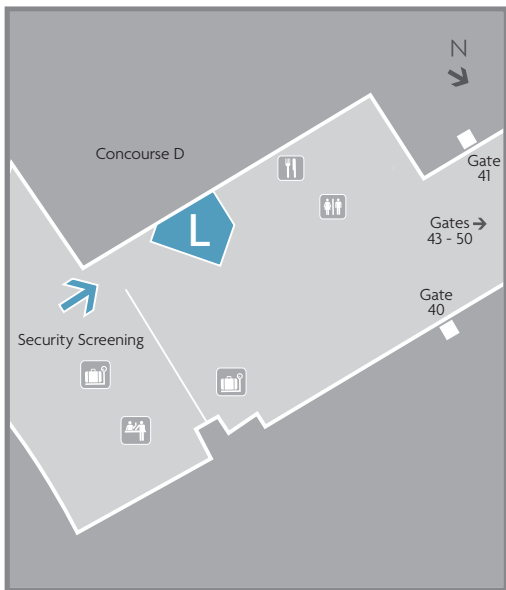 N
Concourse D
Gate
41
L
Gates
43 - 50
Gate
40
Security Screening